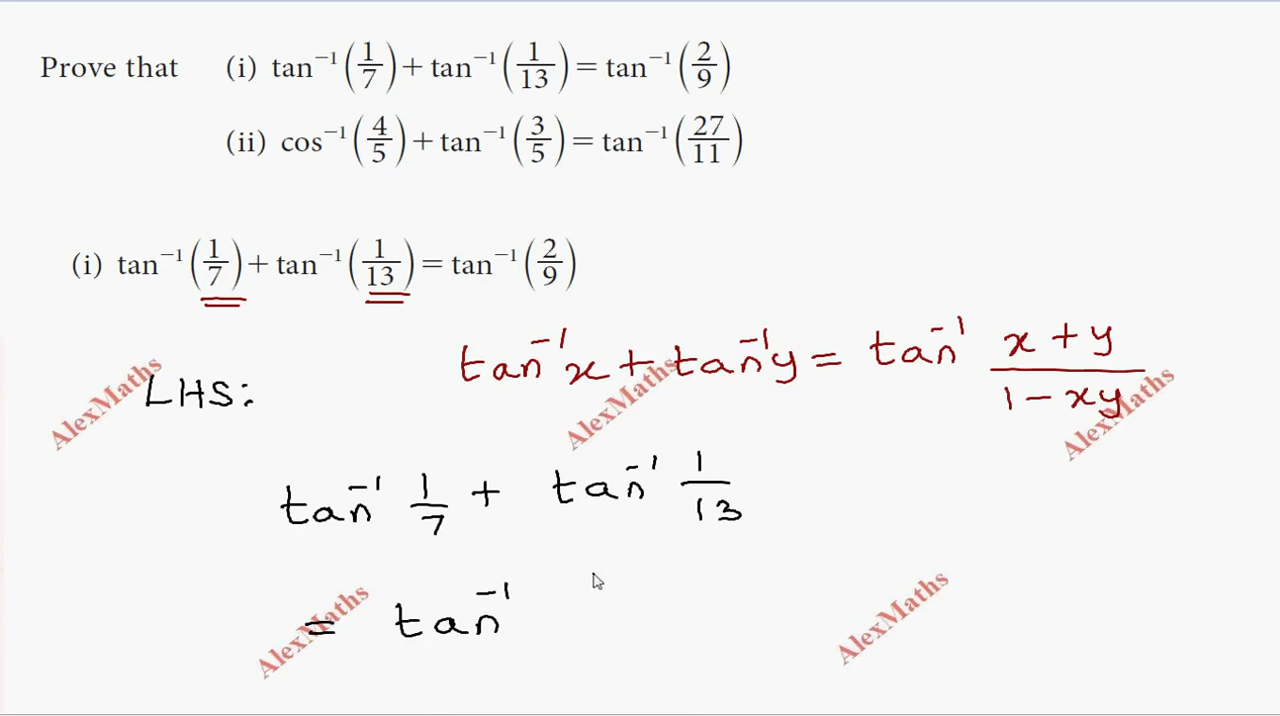 Prove that (i) tan⁻¹(1/7) + tan⁻¹(1/13) = tan⁻¹(2/9)
(ii) cos⁻¹(4/5) + tan⁻¹(3/5) = tan⁻¹(27/11)
(i) tan⁻¹(1/7) + tan⁻¹(1/13) = tan⁻¹(2/9)
tan⁻¹x + tan⁻¹y = tan⁻¹ (x + y)/(1 − xy)
LHS:
AlexMaths AlexMaths AlexMaths
tan⁻¹ 1/7 + tan⁻¹ 1/13
= tan⁻¹
AlexMaths AlexMaths